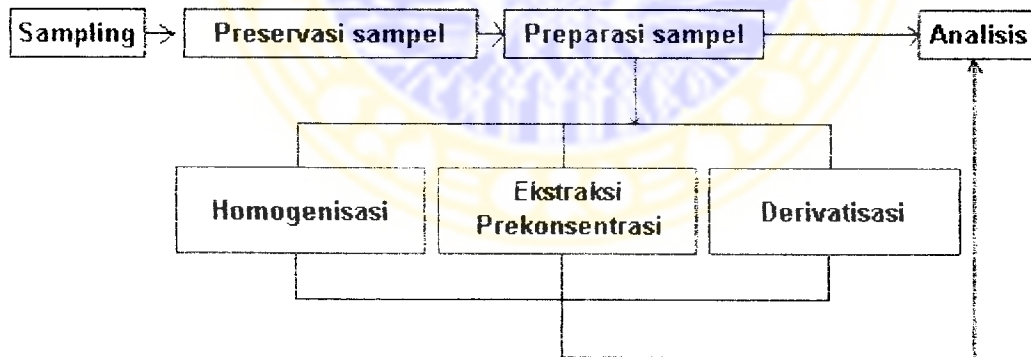 Sampling
Preservasi sampel
Preparasi sampel
Analisis
Homogenisasi
Ekstraksi
Prekonsentrasi
Derivatisasi